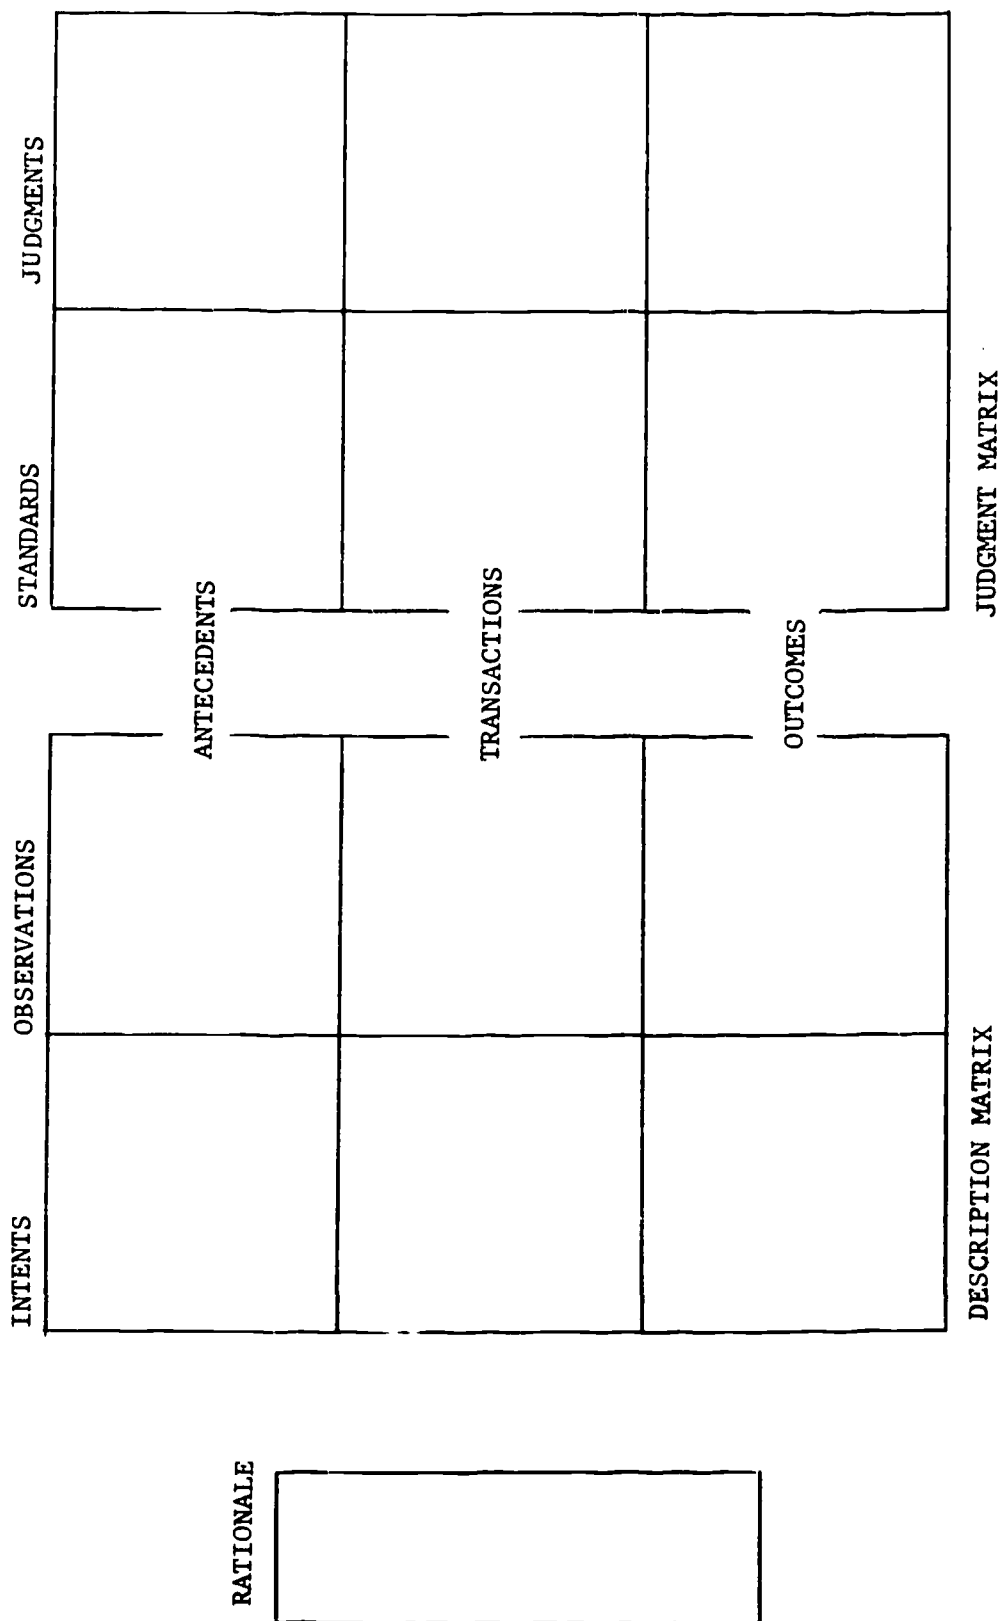 RATIONALE
INTENTS
OBSERVATIONS
STANDARDS
JUDGMENTS
ANTECEDENTS
TRANSACTIONS
OUTCOMES
DESCRIPTION MATRIX
JUDGMENT MATRIX